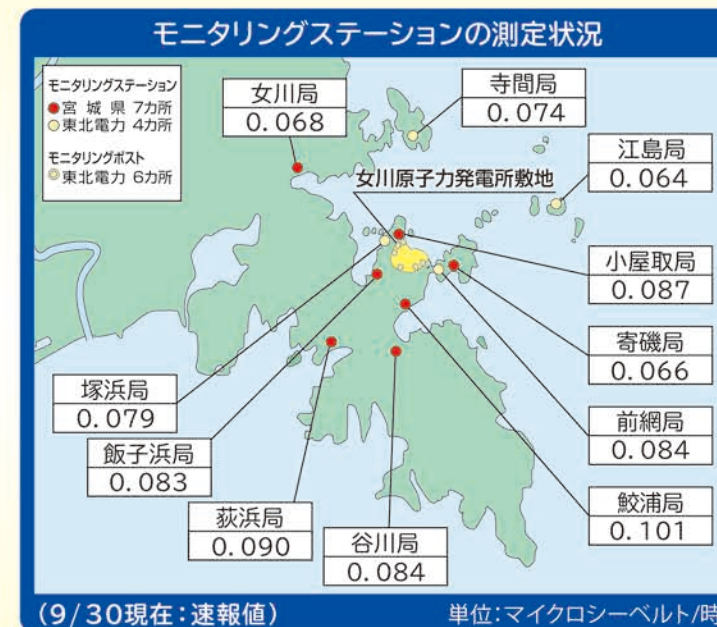 モニタリングステーションの測定状況
モニタリングステーション
宮城県 7カ所
東北電力 4カ所
モニタリングポスト
東北電力 6カ所
女川局
0.068
寺間局
0.074
江島局
0.064
女川原子力発電所敷地
小屋取局
0.087
寄磯局
0.066
塚浜局
0.079
前網局
0.084
飯子浜局
0.083
鮫浦局
0.101
荻浜局
0.090
谷川局
0.084
(9/30現在:速報値)
単位:マイクロシーベルト/時